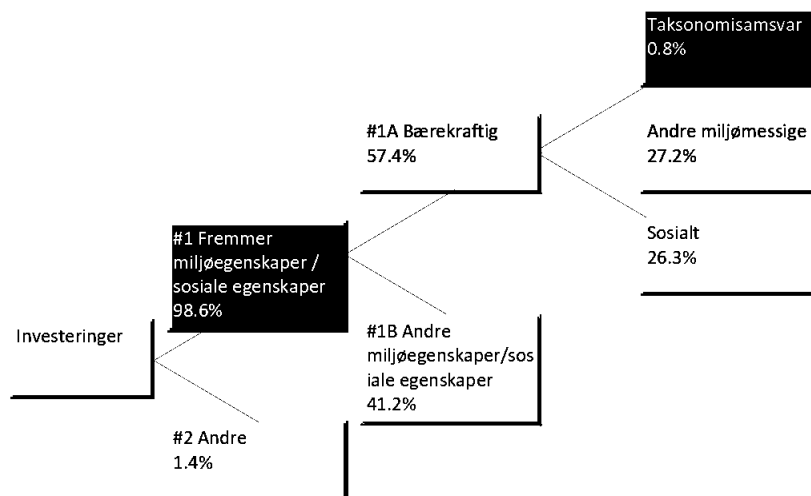 Taksonomisamsvar
0.8%
#1A Bærekraftig
57.4%
Andre miljømessige
27.2%
#1 Fremmer
miljøegenskaper /
sosiale egenskaper
98.6%
Sosialt
26.3%
Investeringer
#1B Andre
miljøegenskaper/sos
iale egenskaper
41.2%
#2 Andre
1.4%